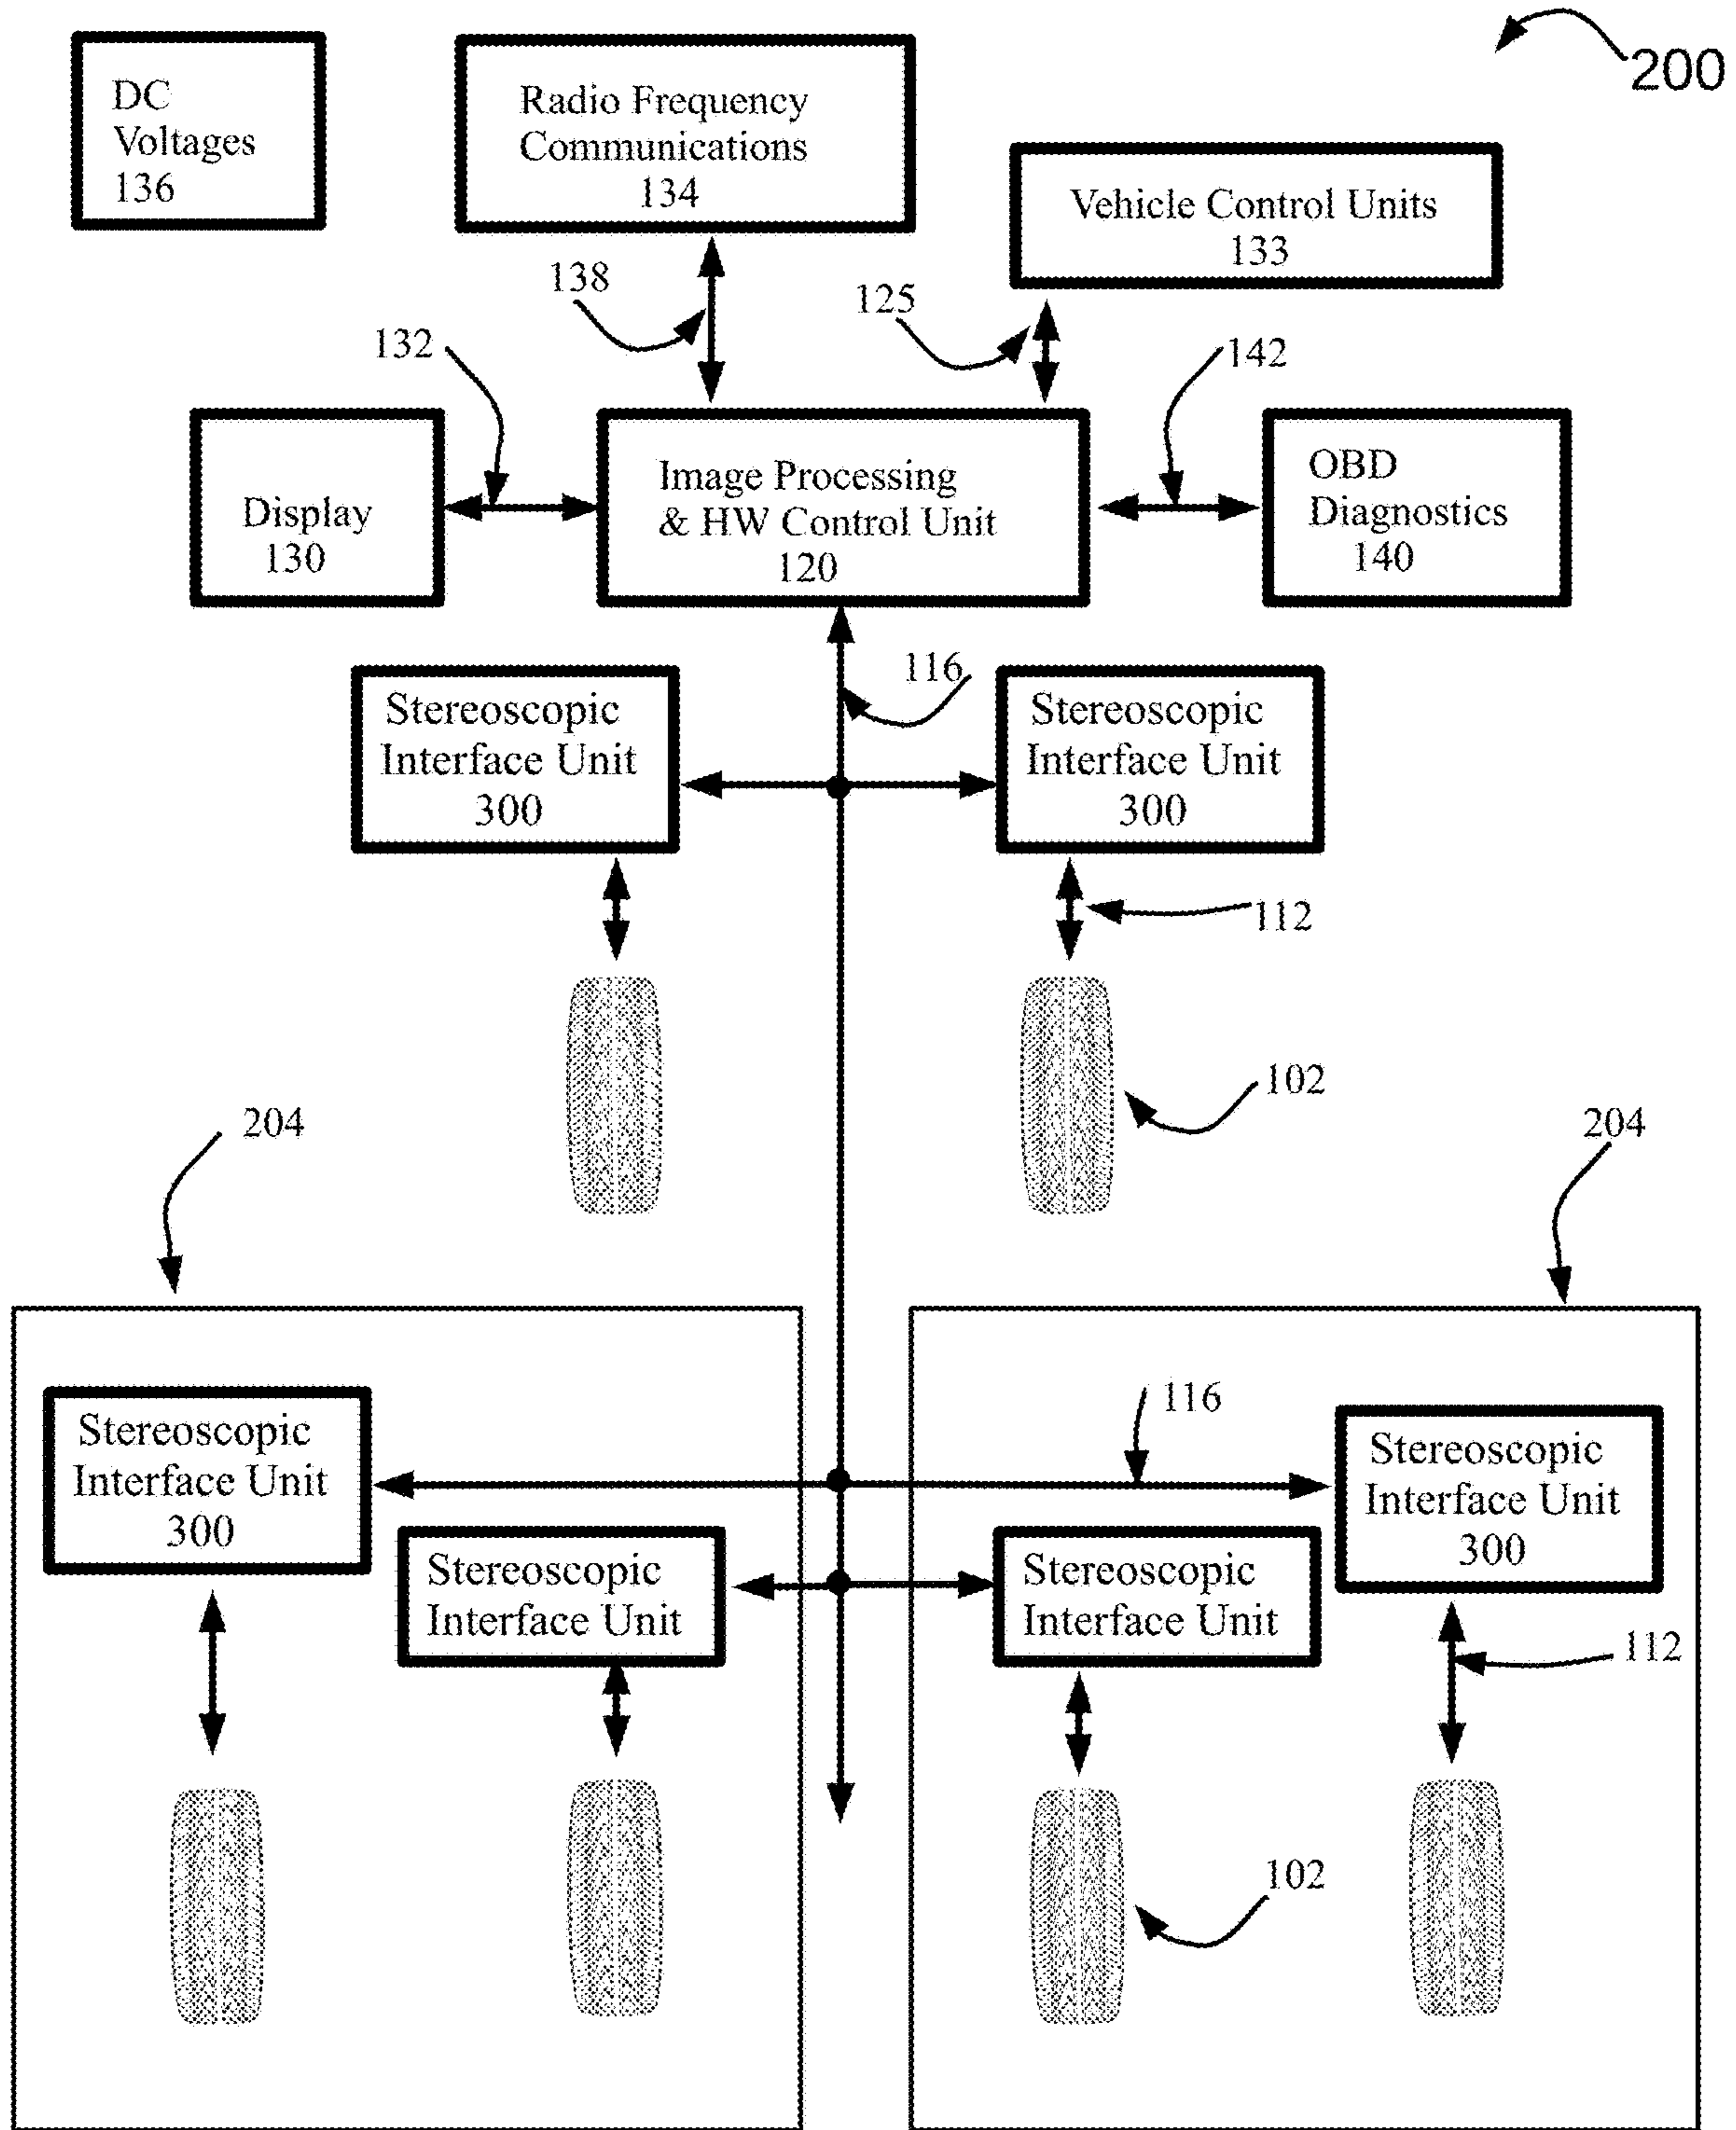 200
DC
Voltages
136
Radio Frequency
Communications
134
Vehicle Control Units
133
138
125
132
142
Display
130
Image Processing
& HW Control Unit
120
OBD
Diagnostics
140
116
Stereoscopic
Interface Unit
300
Stereoscopic
Interface Unit
300
112
102
204
204
Stereoscopic
Interface Unit
300
116
Stereoscopic
Interface Unit
300
Stereoscopic
Interface Unit
Stereoscopic
Interface Unit
112
102